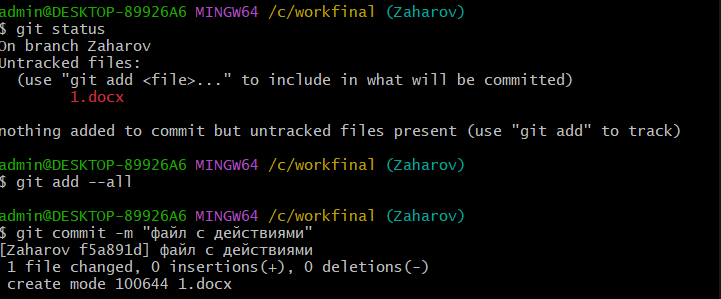 admin@DESKTOP-89926A6 MINGW64 /c/workfinal (Zaharov)
$ git status
On branch Zaharov
Untracked files:
  (use "git add <file>..." to include in what will be committed)
        1.docx

nothing added to commit but untracked files present (use "git add" to track)

admin@DESKTOP-89926A6 MINGW64 /c/workfinal (Zaharov)
$ git add --all

admin@DESKTOP-89926A6 MINGW64 /c/workfinal (Zaharov)
$ git commit -m "файл с действиями"
[Zaharov f5a891d] файл с действиями
 1 file changed, 0 insertions(+), 0 deletions(-)
 create mode 100644 1.docx